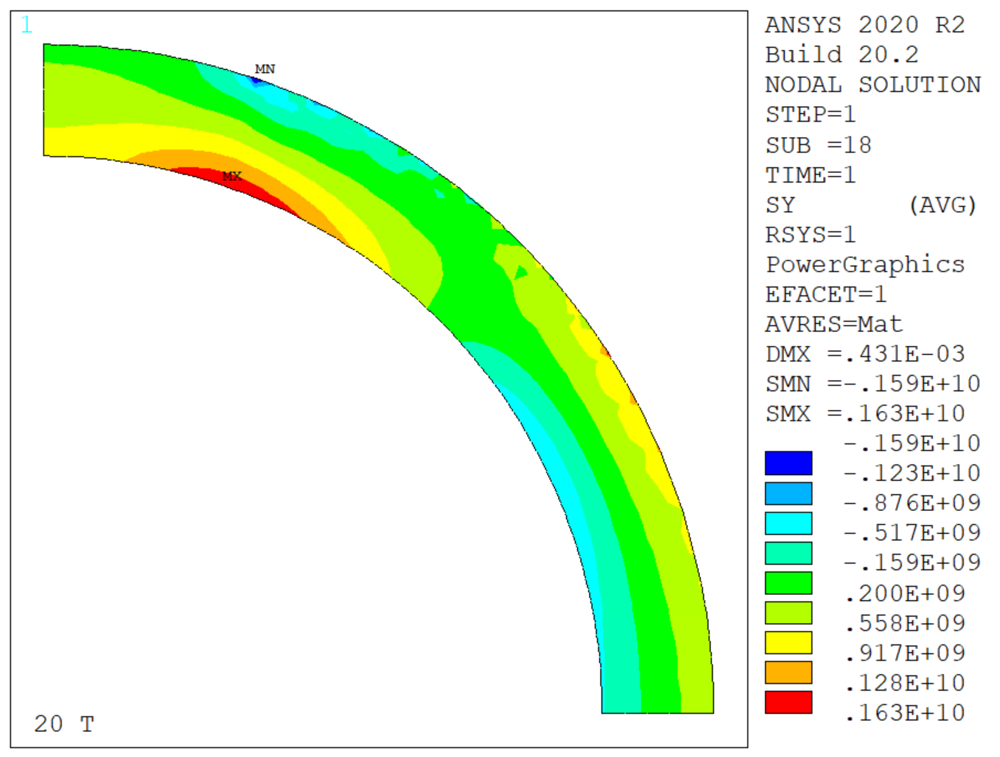 1
MN
MX
20 T
ANSYS 2020 R2
Build 20.2
NODAL SOLUTION
STEP=1
SUB =18
TIME=1
SY (AVG)
RSYS=1
PowerGraphics
EFACET=1
AVRES=Mat
DMX =.431E-03
SMN =-.159E+10
SMX =.163E+10
-.159E+10
-.123E+10
-.876E+09
-.517E+09
-.159E+09
.200E+09
.558E+09
.917E+09
.128E+10
.163E+10